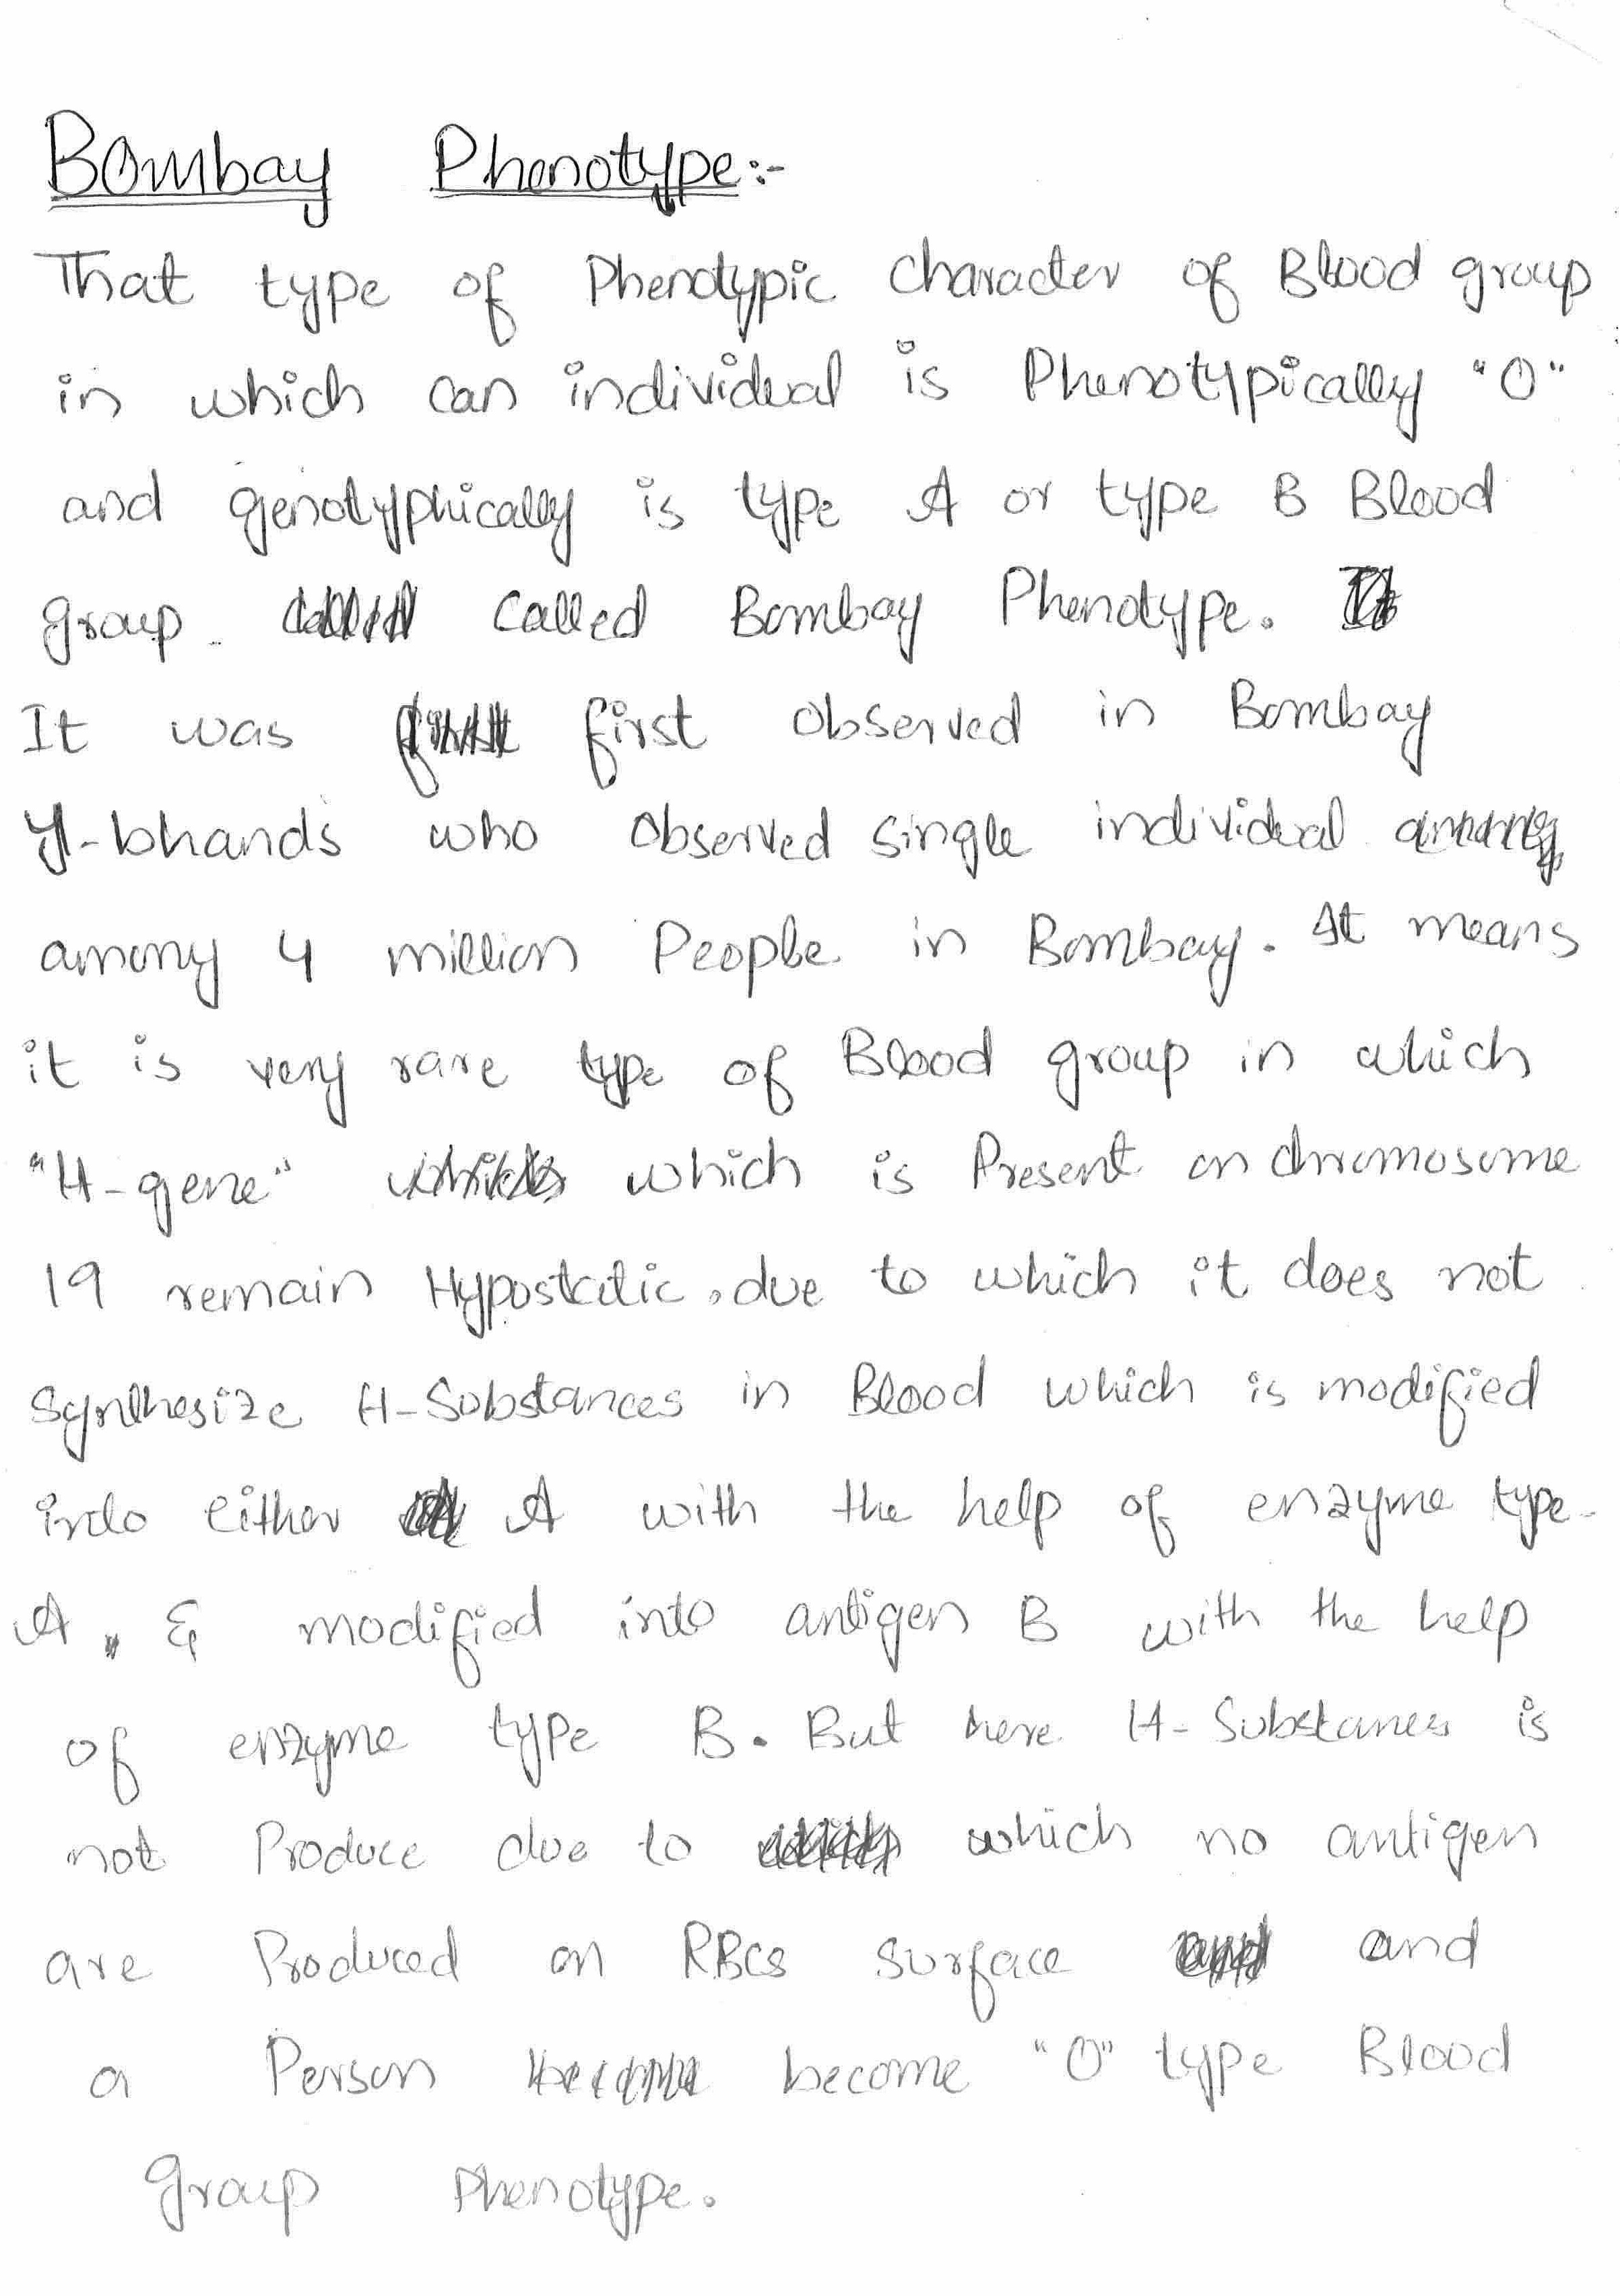 Bombay Phenotype:-
That type of Phenotypic character of Blood group
in which can individual is Phenotypically "O"
and genotyphically is type A or type B Blood
group. called Bombay Phenotype.
It was first observed in Bombay
Y-bhands who observed single individual
among 4 million People in Bombay. It means
it is very rare type of Blood group in which
"H-gene" which is Present on chromosome
19 remain Hypostatic. due to which it does not
Synthesize H-Substances in Blood which is modified
into either A with the help of enzyme type-
A, & modified into antigen B with the help
of enzyme type B. But here H-Substances is
not Produce due to which no antigen
are Produced on RBCs surface and
a Person become "O" type Blood
group Phenotype.